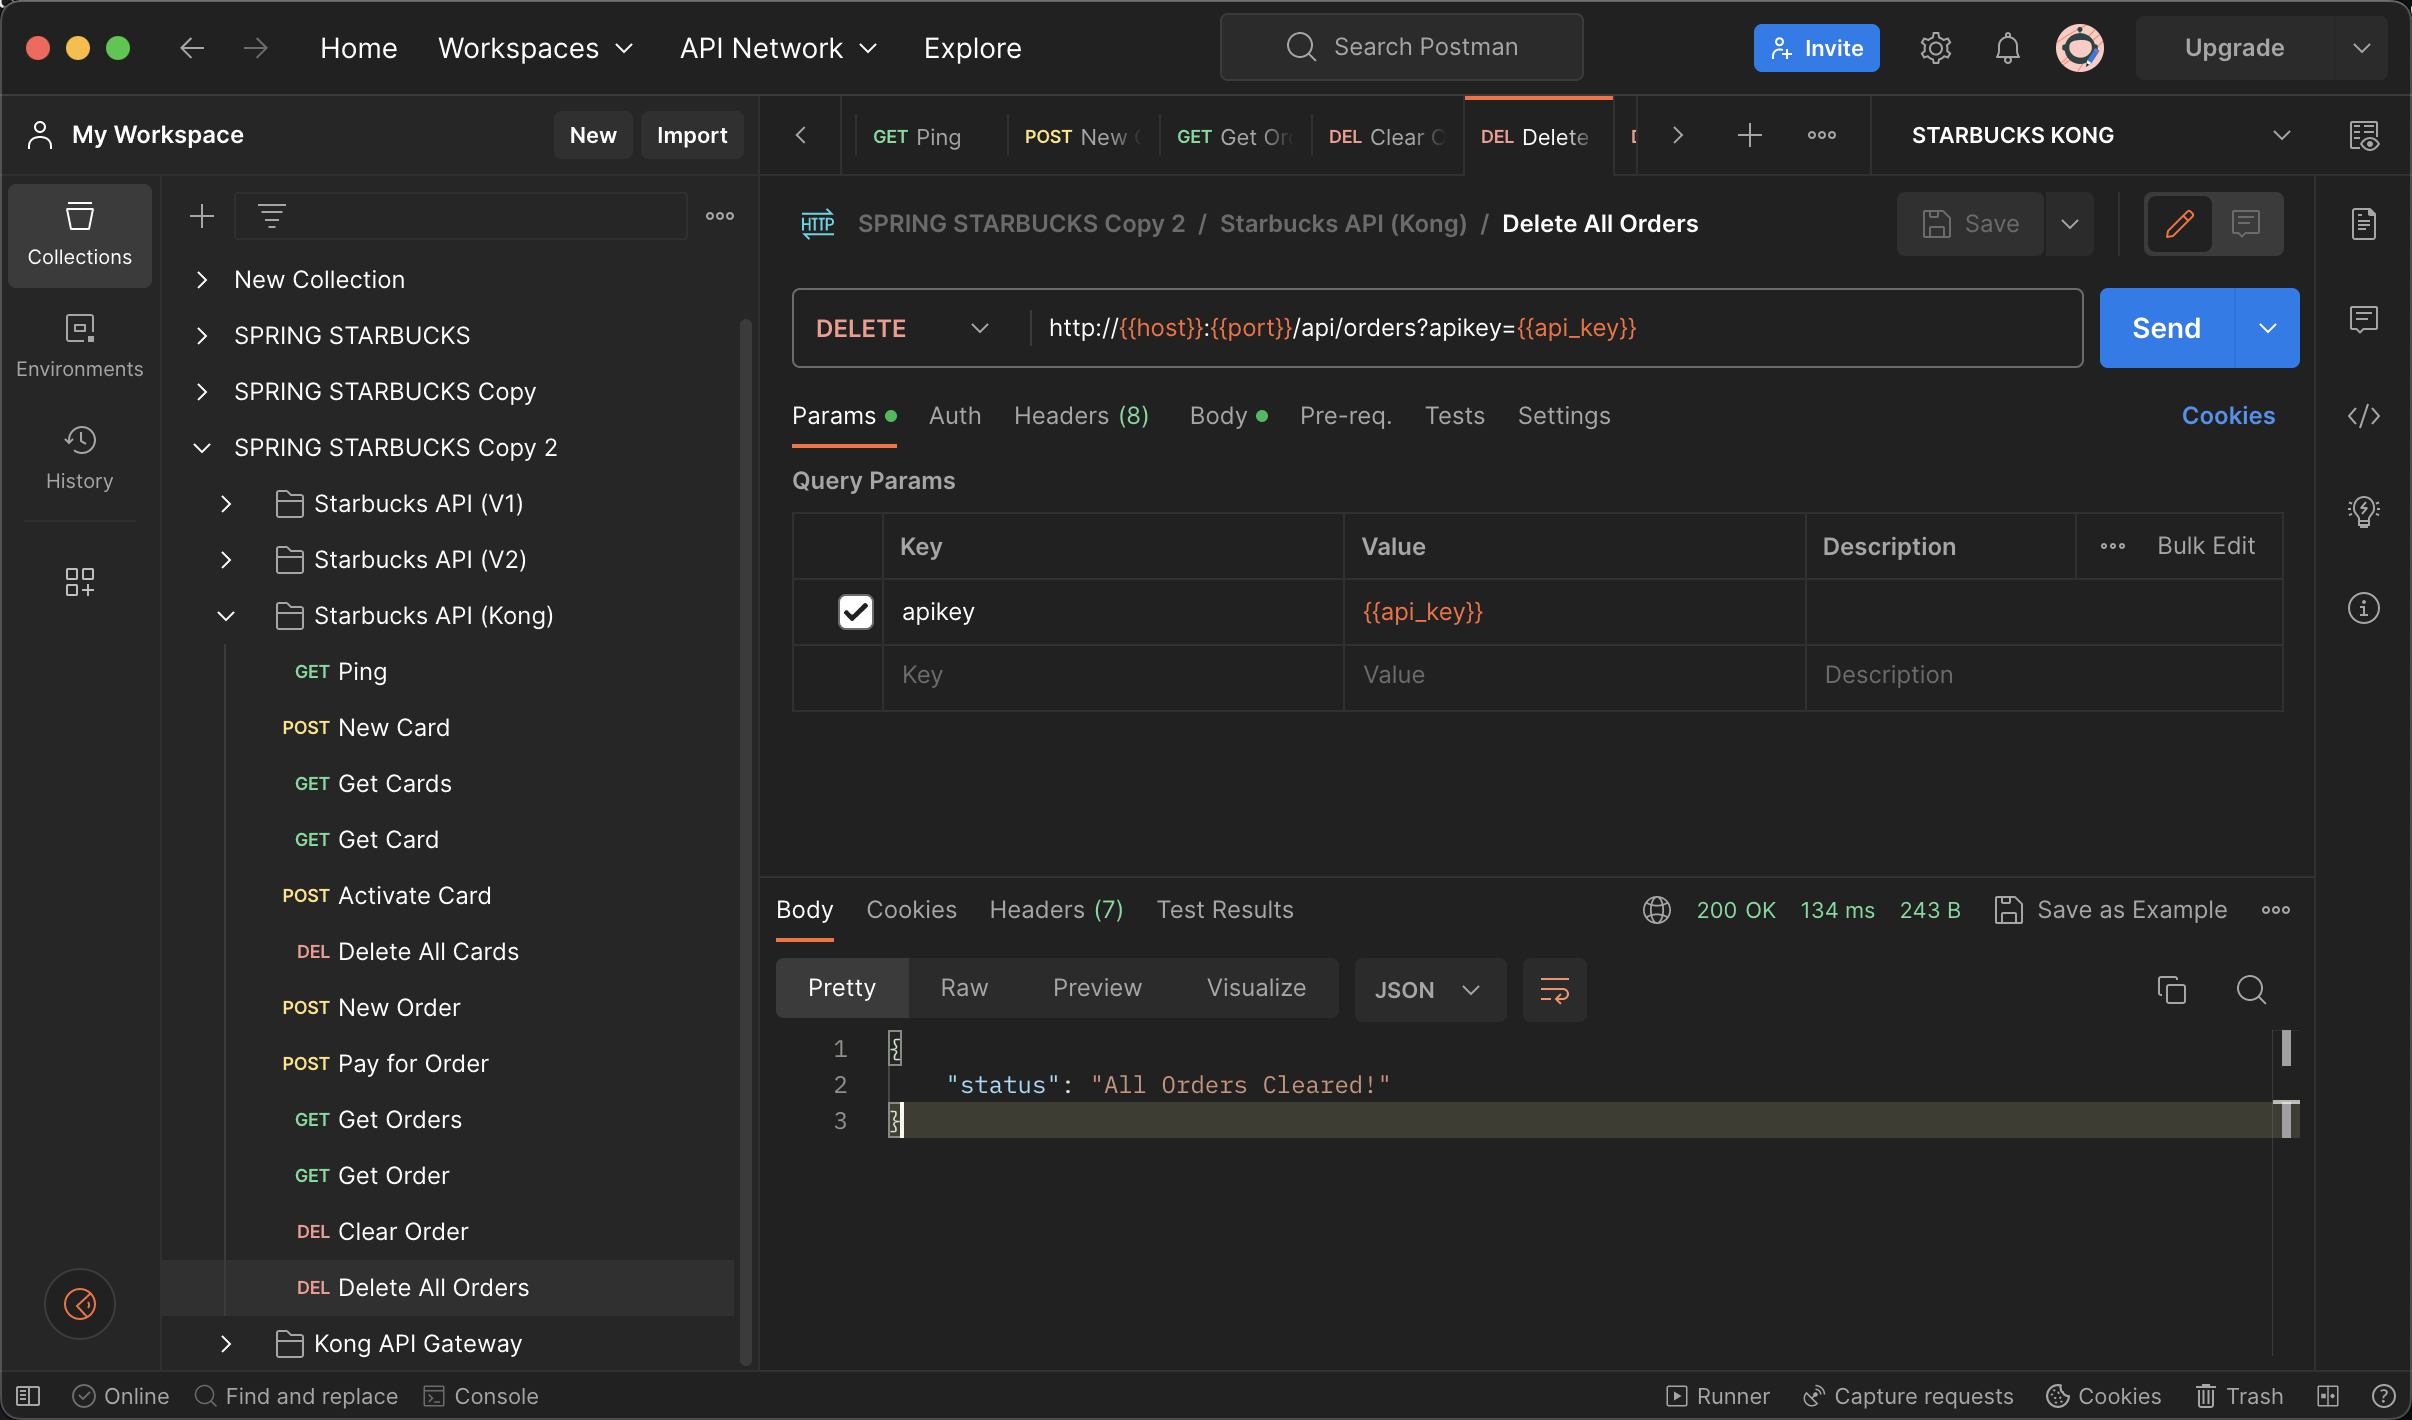 Home Workspaces API Network Explore Search Postman Invite Upgrade
My Workspace New Import
GET Ping POST New GET Get Or DEL Clear DEL Delete STARBUCKS KONG
Collections
Environments
History
New Collection
SPRING STARBUCKS
SPRING STARBUCKS Copy
SPRING STARBUCKS Copy 2
Starbucks API (V1)
Starbucks API (V2)
Starbucks API (Kong)
GET Ping
POST New Card
GET Get Cards
GET Get Card
POST Activate Card
DEL Delete All Cards
POST New Order
POST Pay for Order
GET Get Orders
GET Get Order
DEL Clear Order
DEL Delete All Orders
Kong API Gateway
HTTP SPRING STARBUCKS Copy 2 / Starbucks API (Kong) / Delete All Orders Save
DELETE http://{{host}}:{{port}}/api/orders?apikey={{api_key}} Send
Params Auth Headers (8) Body Pre-req. Tests Settings Cookies
Query Params
Key Value Description Bulk Edit
apikey {{api_key}}
Key Value Description
Body Cookies Headers (7) Test Results 200 OK 134 ms 243 B Save as Example
Pretty Raw Preview Visualize JSON
1 {
2 "status": "All Orders Cleared!"
3 }
Online Find and replace Console Runner Capture requests Cookies Trash